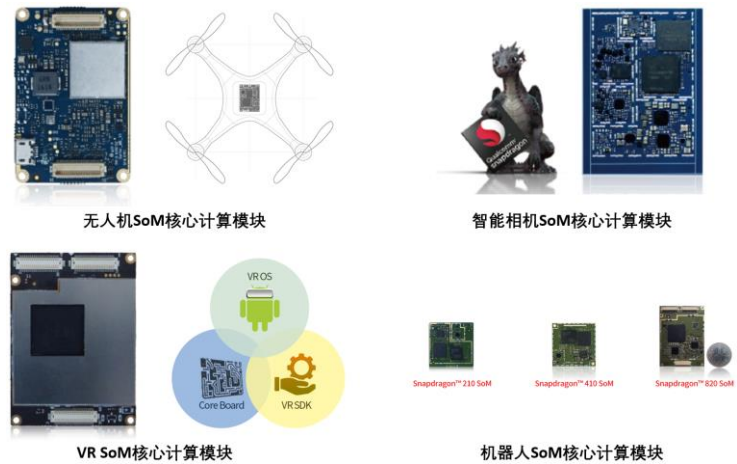 Qualcomm
snapdragon
无人机SoM核心计算模块
智能相机SoM核心计算模块
VR OS
Core Board
VR SDK
Snapdragon™ 210 SoM
Snapdragon™ 410 SoM
Snapdragon™ 820 SoM
VR SoM核心计算模块
机器人SoM核心计算模块